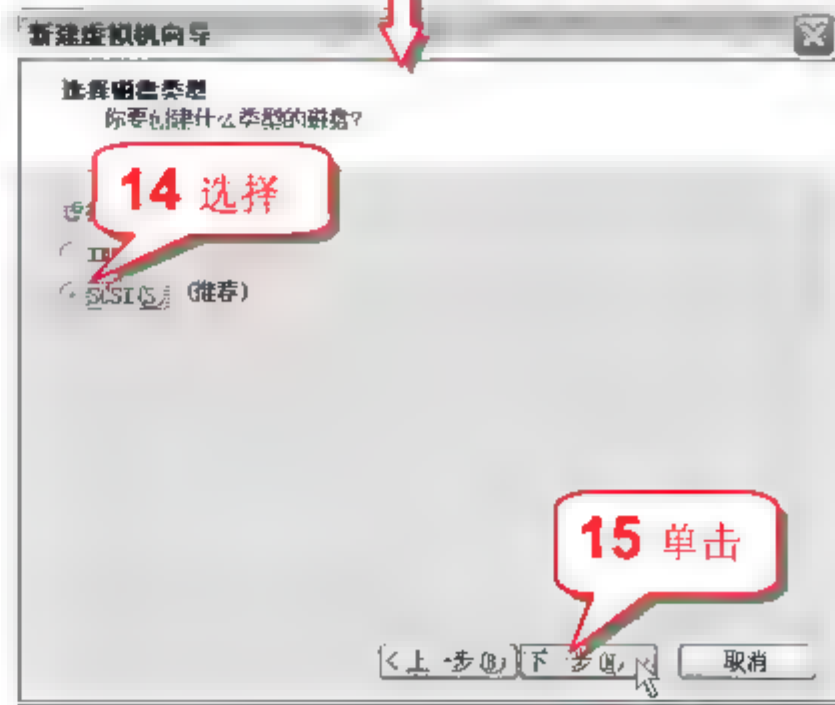 新建虚拟机向导
选择磁盘类型
你要创建什么类型的磁盘?
14 选择
SCSI(S) (推荐)
15 单击
<上一步(B) 下一步(N) >
取消